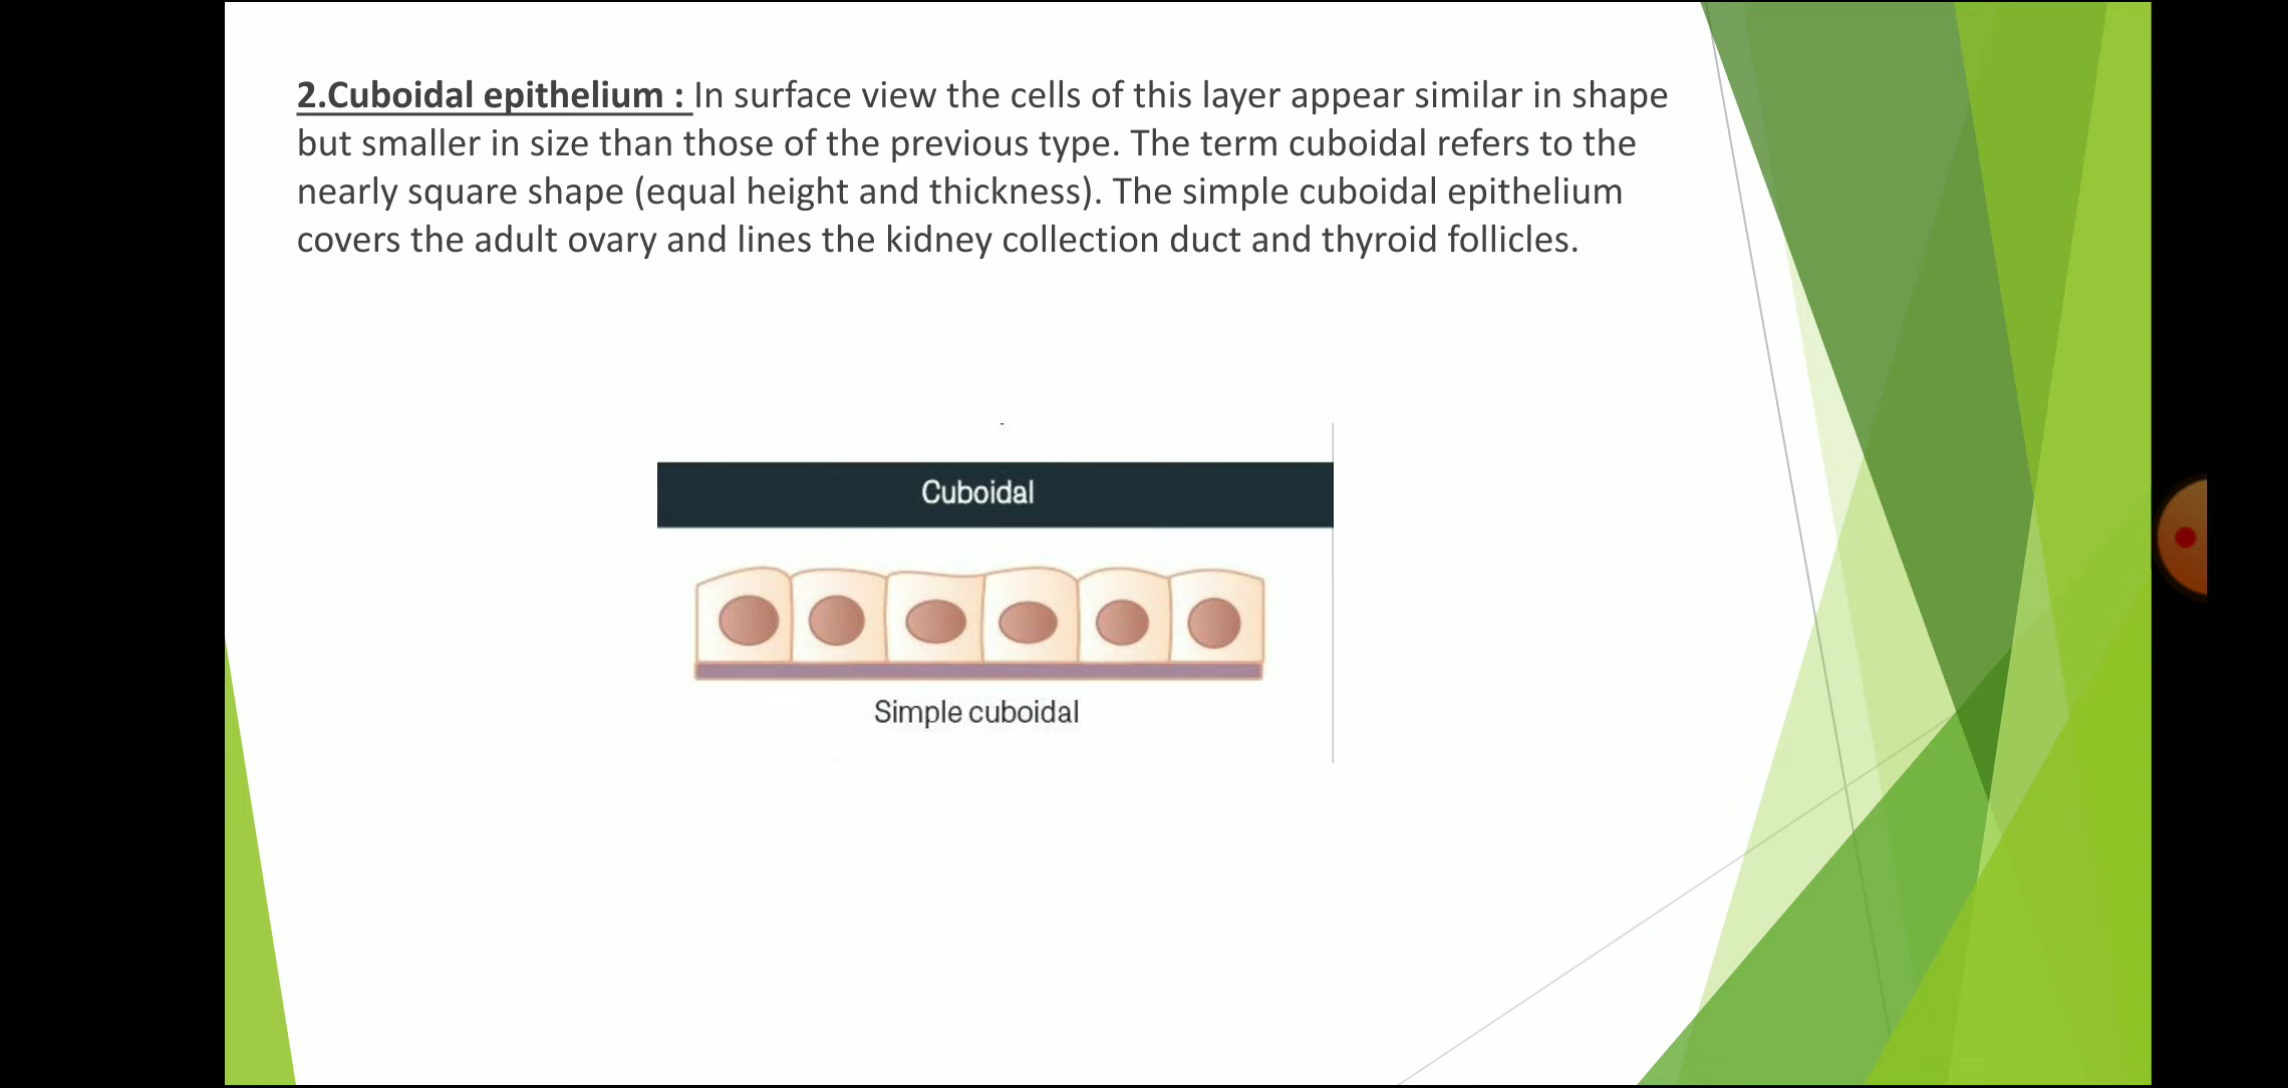 2.Cuboidal epithelium : In surface view the cells of this layer appear similar in shape
but smaller in size than those of the previous type. The term cuboidal refers to the
nearly square shape (equal height and thickness). The simple cuboidal epithelium
covers the adult ovary and lines the kidney collection duct and thyroid follicles.
Cuboidal
Simple cuboidal